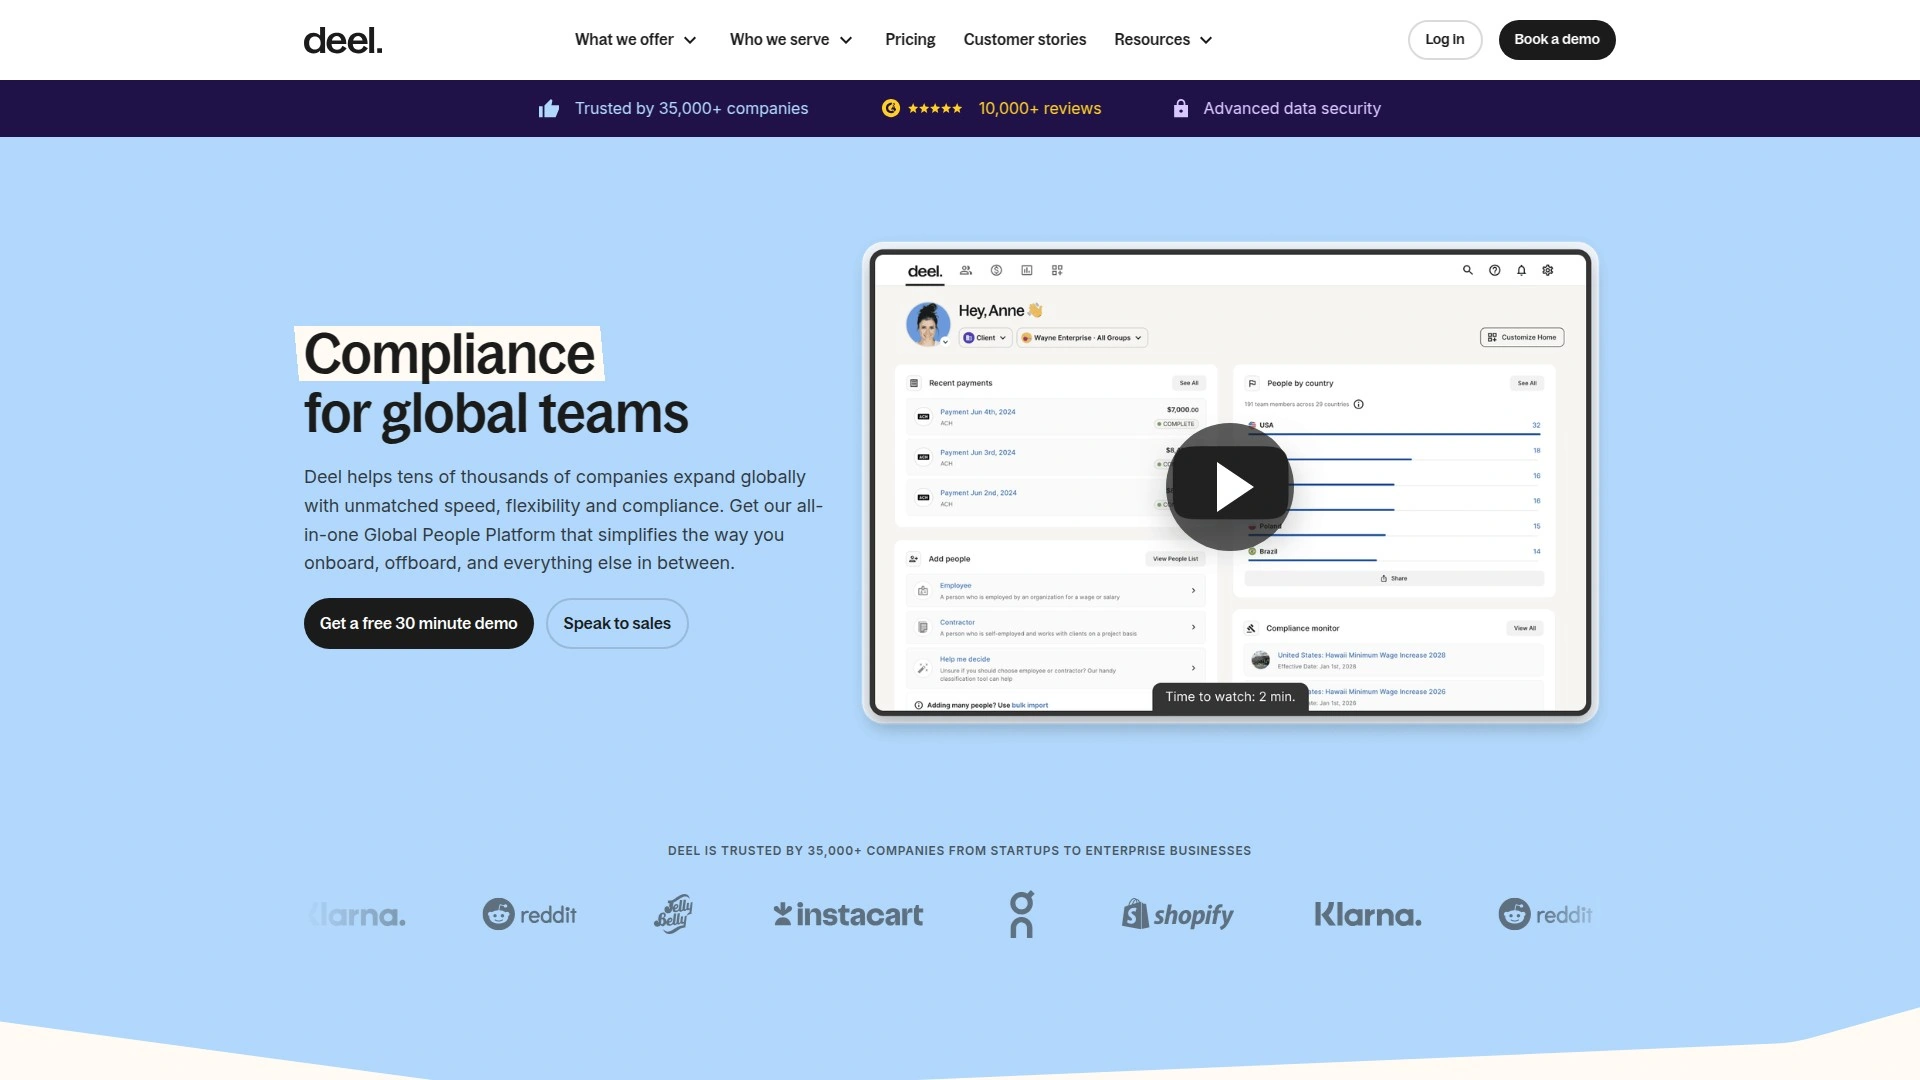 deel.
What we offer
Who we serve
Pricing
Customer stories
Resources
Log in
Book a demo
Trusted by 35,000+ companies
10,000+ reviews
Advanced data security
Compliance
for global teams
Deel helps tens of thousands of companies expand globally
with unmatched speed, flexibility and compliance. Get our all-
in-one Global People Platform that simplifies the way you
onboard, offboard, and everything else in between.
Get a free 30 minute demo
Speak to sales
deel.
Hey, Anne
Client
Wayne Enterprise · All Groups
Customize Home
Recent payments
See All
Payment Jun 4th, 2024
ACH
$7,000.00
COMPLETE
Payment Jun 3rd, 2024
ACH
Payment Jun 2nd, 2024
ACH
Add people
View People List
Employee
A person who is employed by an organization for a wage or salary
Contractor
A person who is self-employed and works with clients on a project basis
Help me decide
Unsure if you should choose employee or contractor? Our handy
classification tool can help
Adding many people? Use bulk import
People by country
See All
191 team members across 29 countries
USA
32
18
16
16
Poland
15
Brazil
14
Share
Compliance monitor
View All
United States: Hawaii Minimum Wage Increase 2028
Effective Date: Jan 1st, 2028
Hawaii Minimum Wage Increase 2026
Jan 1st, 2026
Time to watch: 2 min.
DEEL IS TRUSTED BY 35,000+ COMPANIES FROM STARTUPS TO ENTERPRISE BUSINESSES
Klarna.
reddit
Jelly Belly
instacart
on
shopify
Klarna.
reddit